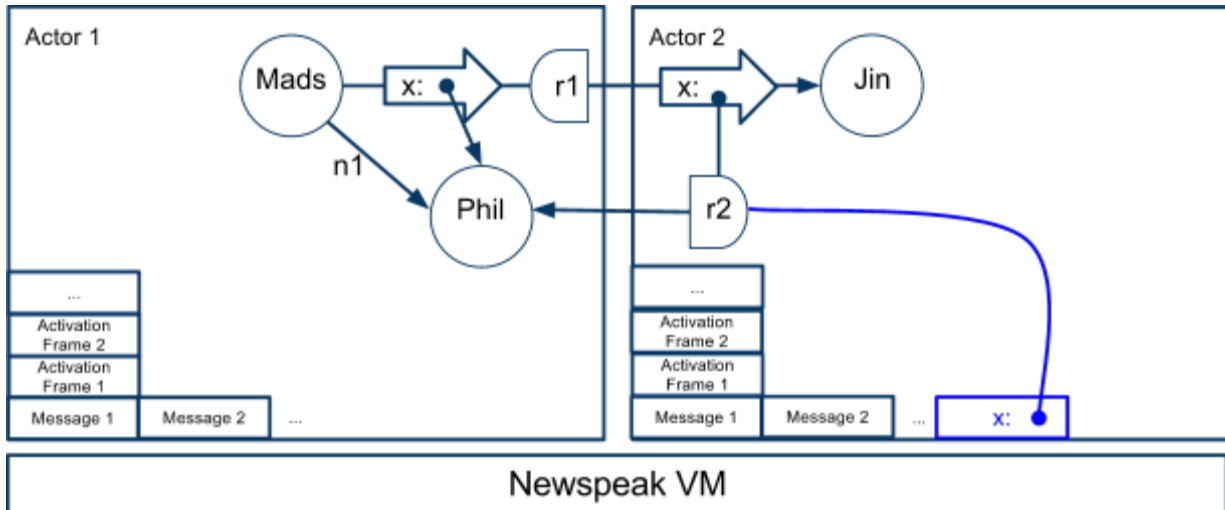 Actor 1
Mads
x:
r1
n1
Phil
...
Activation
Frame 2
Activation
Frame 1
Message 1
Message 2
...
Actor 2
x:
Jin
r2
...
Activation
Frame 2
Activation
Frame 1
Message 1
Message 2
...
x:
Newspeak VM